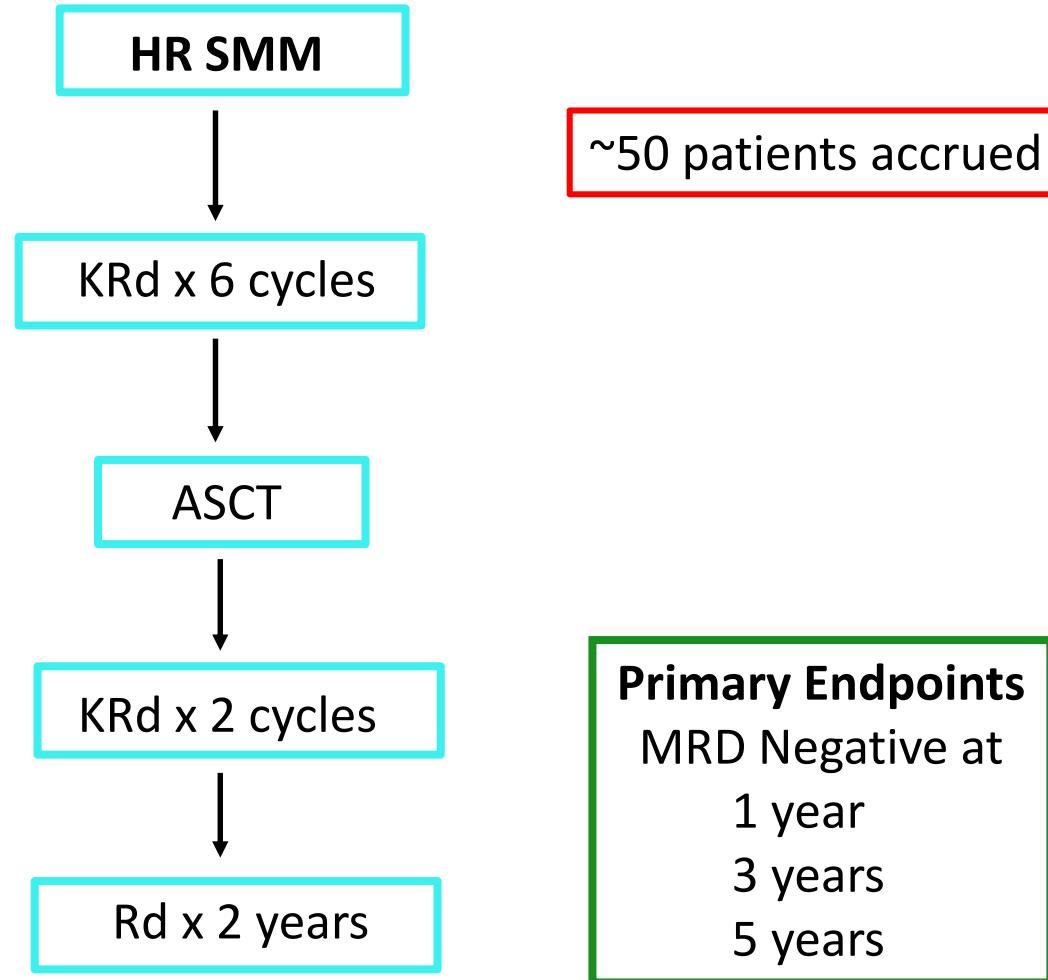 HR SMM
~50 patients accrued
KRd x 6 cycles
ASCT
KRd x 2 cycles
Rd x 2 years
Primary Endpoints
MRD Negative at
1 year
3 years
5 years